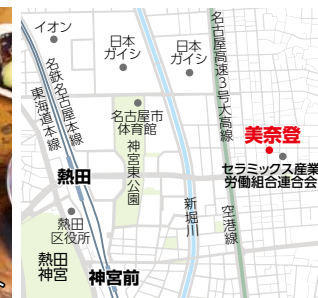 イオン
日本
ガイシ
日本
ガイシ
名古屋高速3号大高線
名鉄名古屋本線
東海道本線
名古屋市
体育館
神宮東公園
美奈登
セラミックス産業
労働組合連合会
熱田
新堀川
空港線
熱田
区役所
熱田
神宮
神宮前